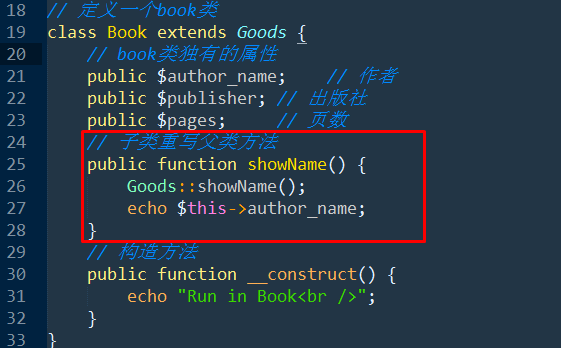 18 // 定义一个book类
19 class Book extends Goods {
20 // book类独有的属性
21 public $author_name; // 作者
22 public $publisher; // 出版社
23 public $pages; // 页数
24 // 子类重写父类方法
25 public function showName() {
26 Goods::showName();
27 echo $this->author_name;
28 }
29 // 构造方法
30 public function __construct() {
31 echo "Run in Book<br />";
32 }
33 }